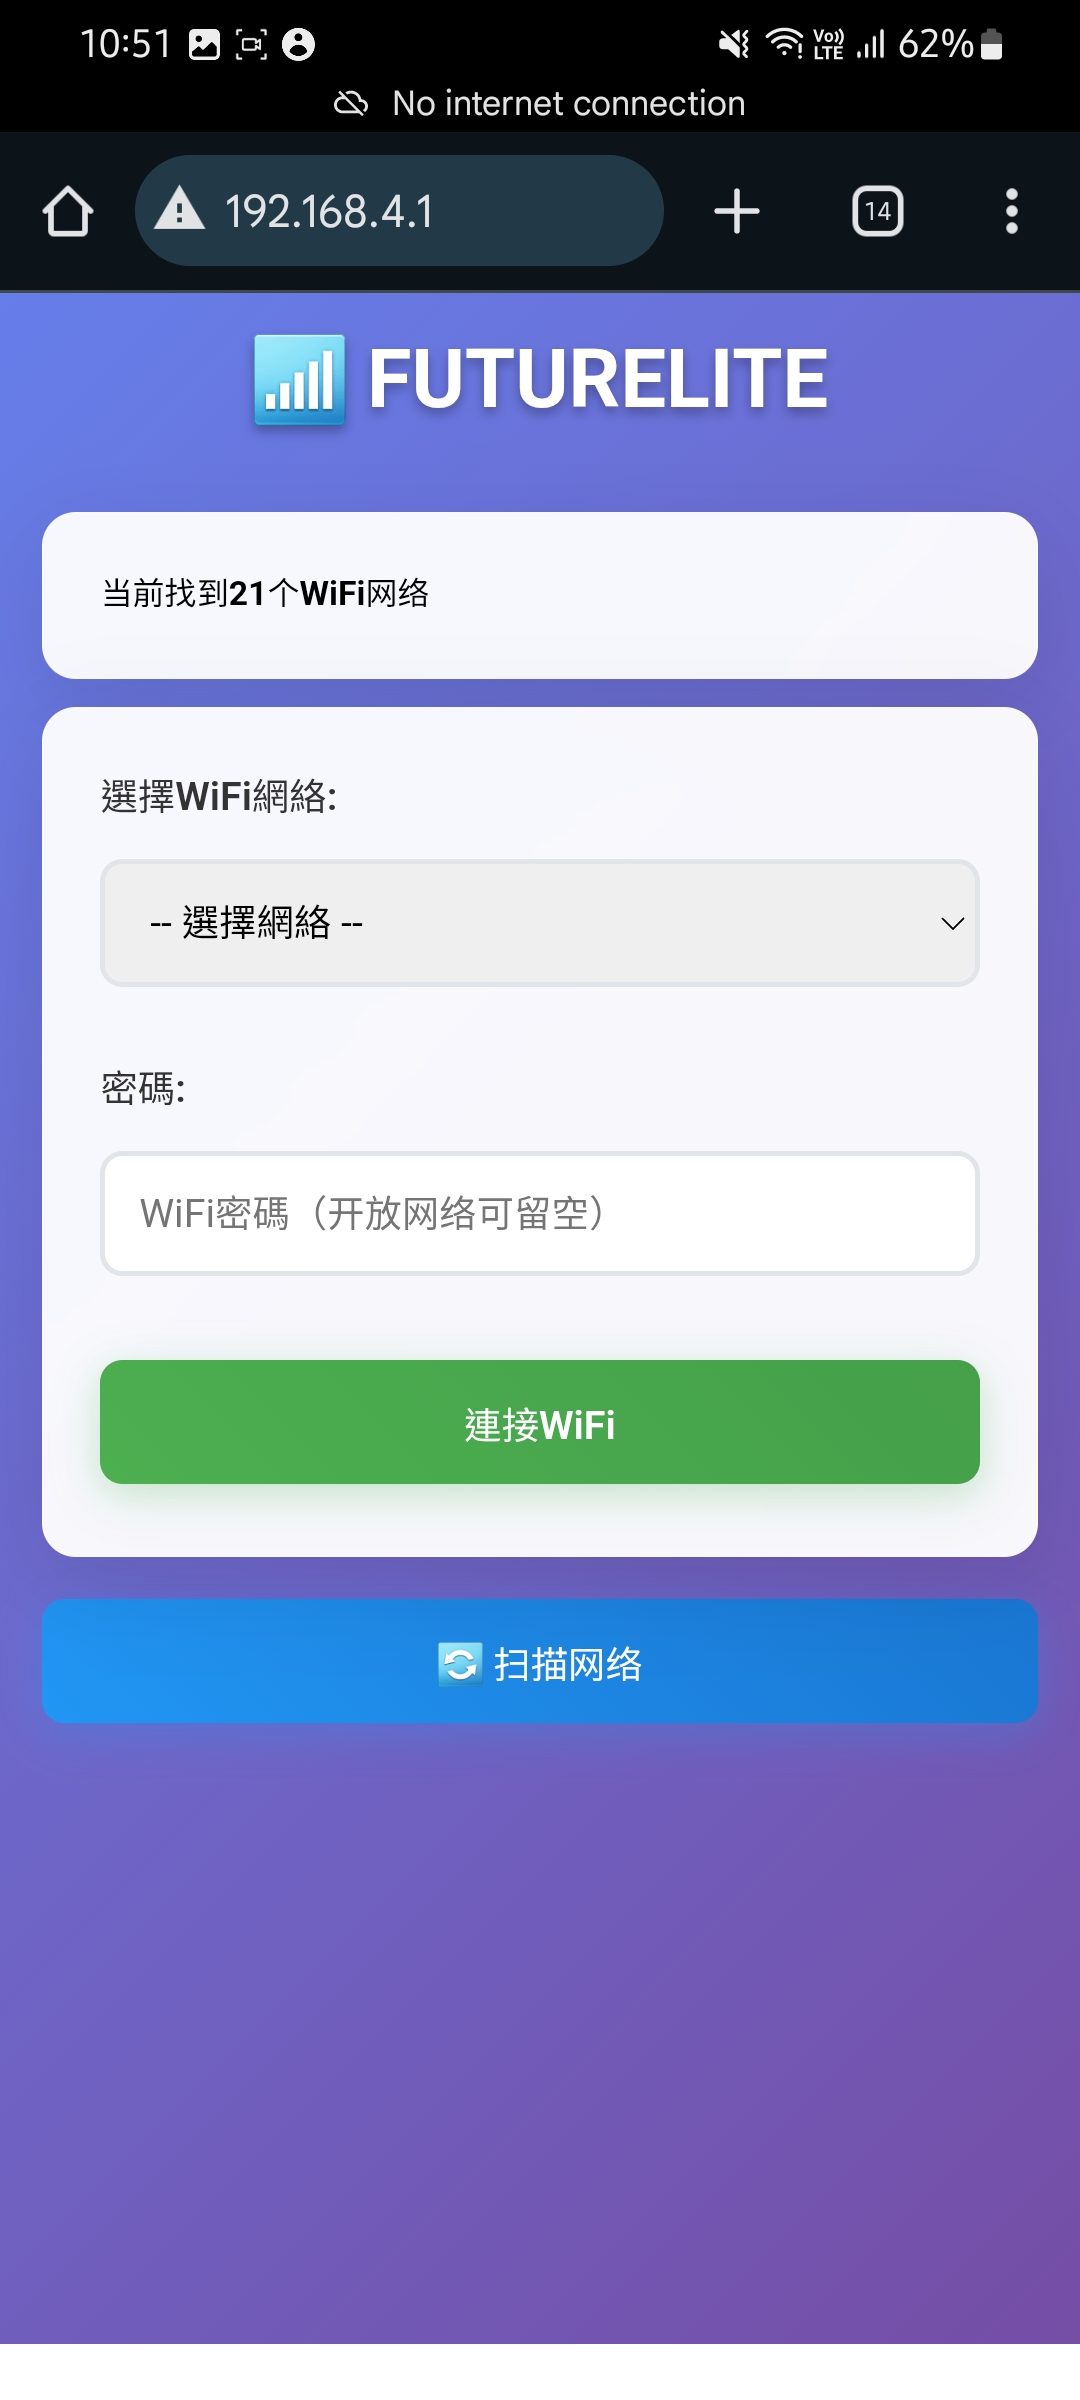 10:51 Vo)) LTE 62%
No internet connection
192.168.4.1 14
FUTURELITE
当前找到21个WiFi网络
選擇WiFi網絡:
-- 選擇網絡 --
密碼:
WiFi密碼（开放网络可留空）
連接WiFi
扫描网络